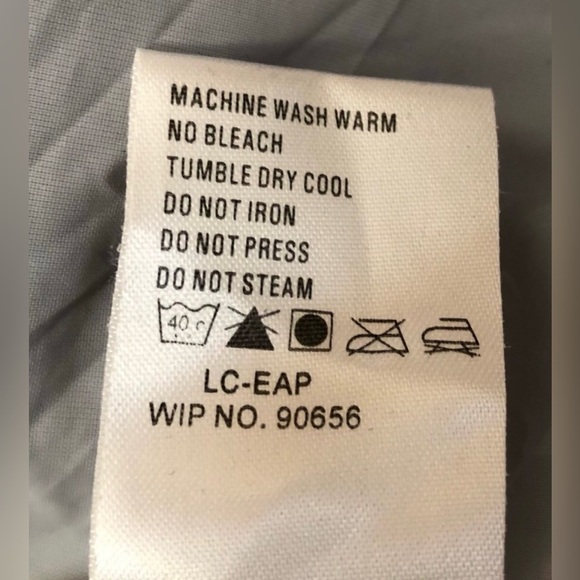 MACHINE WASH WARM
NO BLEACH
TUMBLE DRY COOL
DO NOT IRON
DO NOT PRESS
DO NOT STEAM
40 c
LC-EAP
WIP NO. 90656